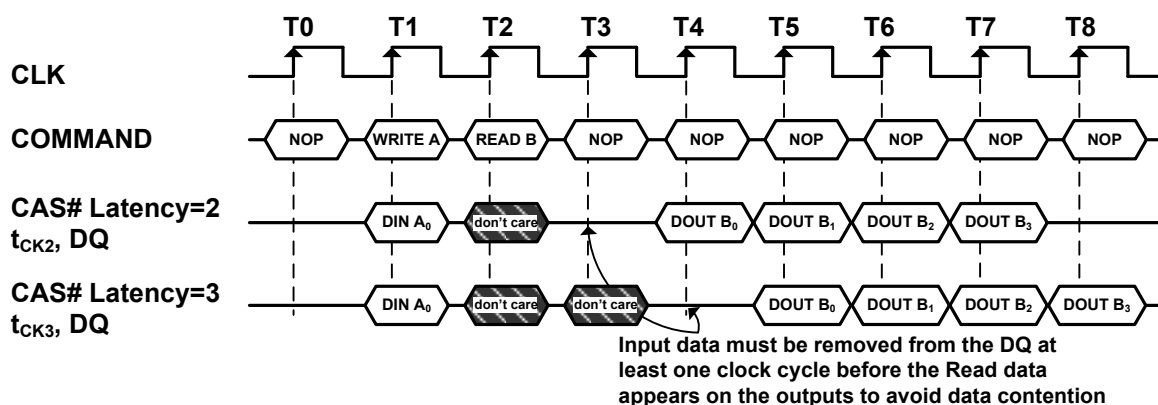 T0 T1 T2 T3 T4 T5 T6 T7 T8
CLK
COMMAND NOP WRITE A READ B NOP NOP NOP NOP NOP NOP
CAS# Latency=2
tCK2, DQ DIN A0 don't care DOUT B0 DOUT B1 DOUT B2 DOUT B3
CAS# Latency=3
tCK3, DQ DIN A0 don't care don't care DOUT B0 DOUT B1 DOUT B2 DOUT B3
Input data must be removed from the DQ at
least one clock cycle before the Read data
appears on the outputs to avoid data contention